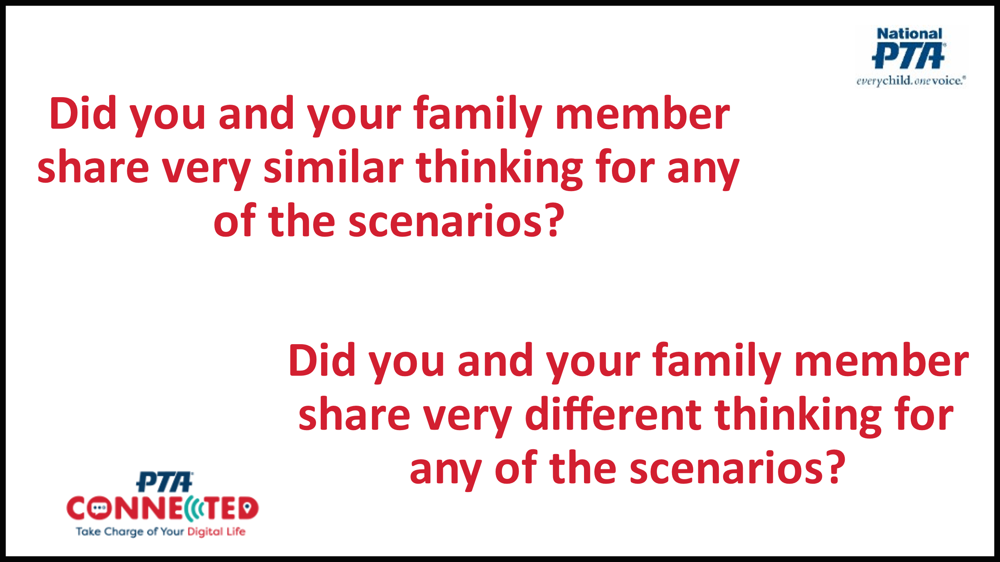 National
PTA®
everychild.onevoice.®
Did you and your family member
share very similar thinking for any
of the scenarios?
Did you and your family member
share very different thinking for
any of the scenarios?
PTA
CONNECTED
Take Charge of Your Digital Life